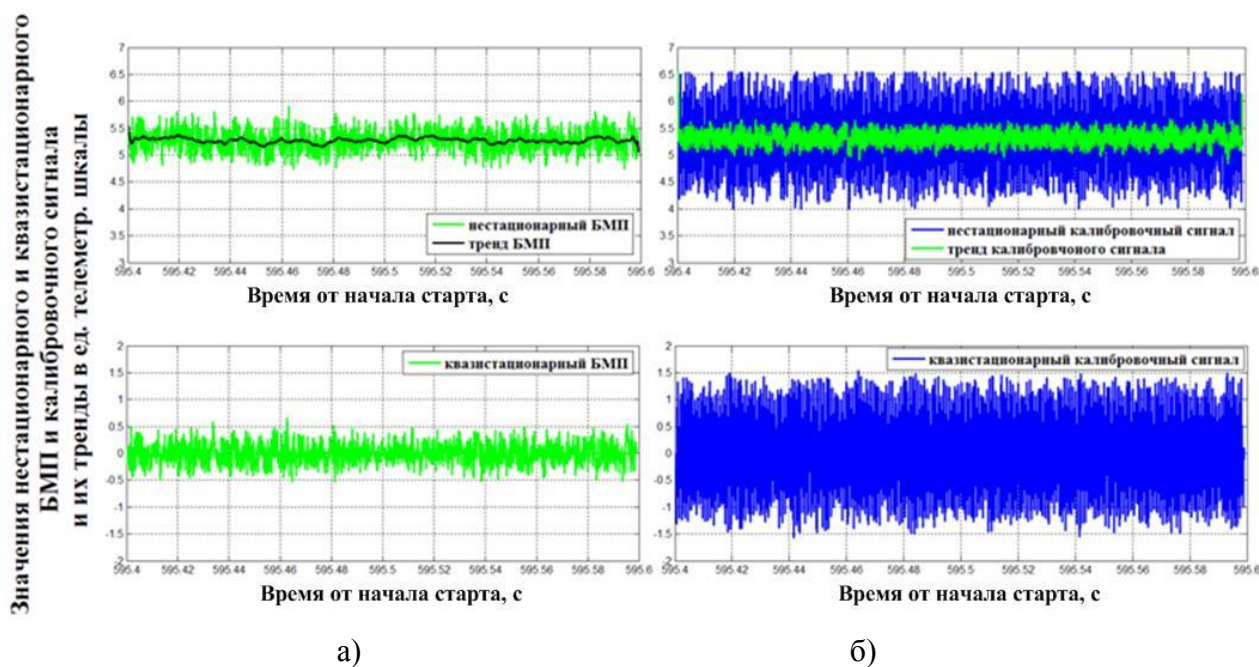 Значения нестационарного и квазистационарного
БМП и калибровочного сигнала
и их тренды в ед. телеметр. шкалы
7
6.5
6
5.5
5
4.5
4
3.5
3
нестационарный БМП
тренд БМП
595.4 595.42 595.44 595.46 595.48 595.5 595.52 595.54 595.56 595.58 595.6
Время от начала старта, с
7
6.5
6
5.5
5
4.5
4
3.5
3
нестационарный калибровочный сигнал
тренд калибровчоного сигнала
595.4 595.42 595.44 595.46 595.48 595.5 595.52 595.54 595.56 595.58 595.6
Время от начала старта, с
2
1.5
1
0.5
0
-0.5
-1
-1.5
-2
квазистационарный БМП
595.4 595.42 595.44 595.46 595.48 595.5 595.52 595.54 595.56 595.58 595.6
Время от начала старта, с
2
1.5
1
0.5
0
-0.5
-1
-1.5
-2
квазистационарный калибровочный сигнал
595.4 595.42 595.44 595.46 595.48 595.5 595.52 595.54 595.56 595.58 595.6
Время от начала старта, с
а) б)